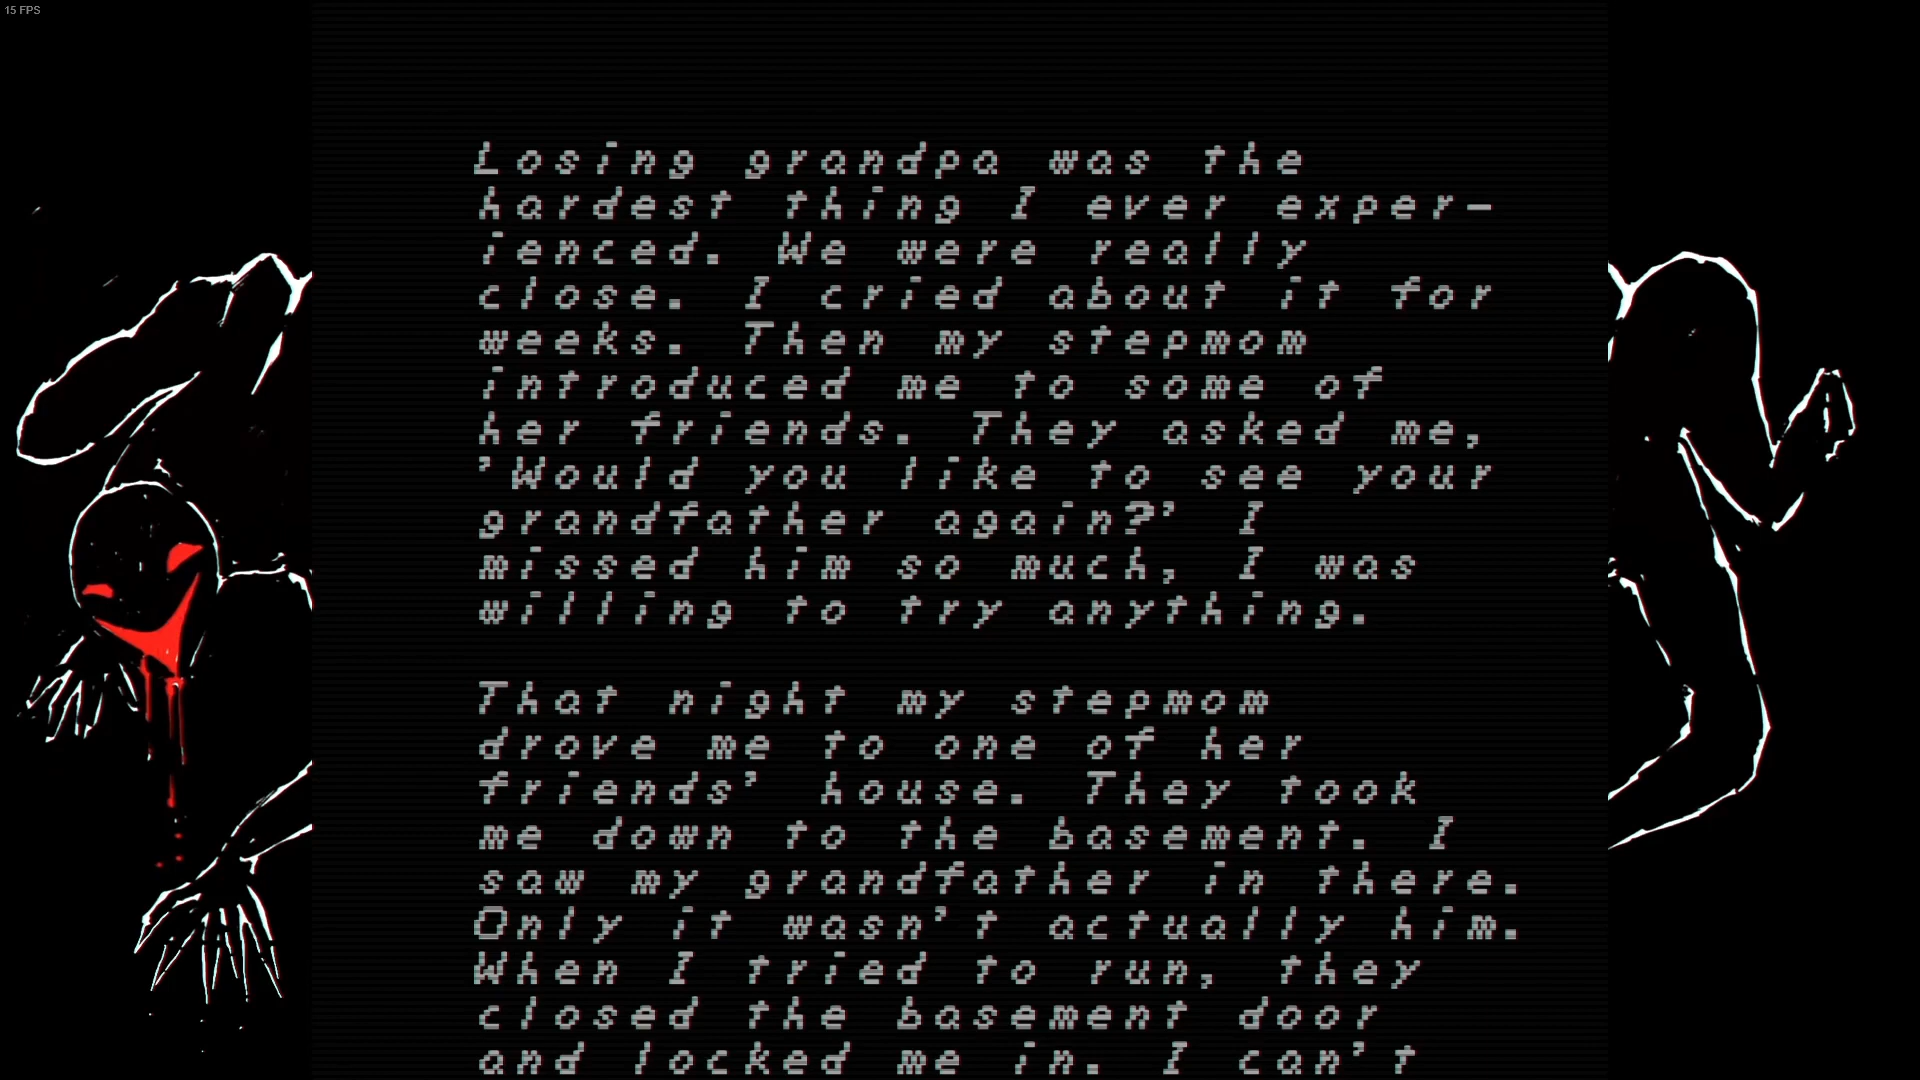 15 FPS
Losing grandpa was the
hardest thing I ever exper-
ienced. We were really
close. I cried about it for
weeks. Then my stepmom
introduced me to some of
her friends. They asked me,
'Would you like to see your
grandfather again?' I
missed him so much, I was
willing to try anything.
That night my stepmom
drove me to one of her
friends' house. They took
me down to the basement. I
saw my grandfather in there.
Only it wasn't actually him.
When I tried to run, they
closed the basement door
and locked me in. I can't